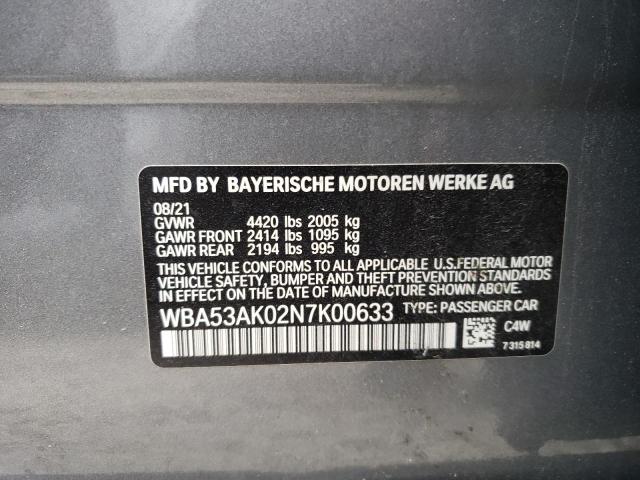 MFD BY BAYERISCHE MOTOREN WERKE AG
08/21
GVWR 4420 lbs 2005 kg
GAWR FRONT 2414 lbs 1095 kg
GAWR REAR 2194 lbs 995 kg
THIS VEHICLE CONFORMS TO ALL APPLICABLE U.S.FEDERAL MOTOR
VEHICLE SAFETY, BUMPER AND THEFT PREVENTION STANDARDS
IN EFFECT ON THE DATE OF MANUFACTURE SHOWN ABOVE.
WBA53AK02N7K00633 TYPE: PASSENGER CAR
C4W
7315814